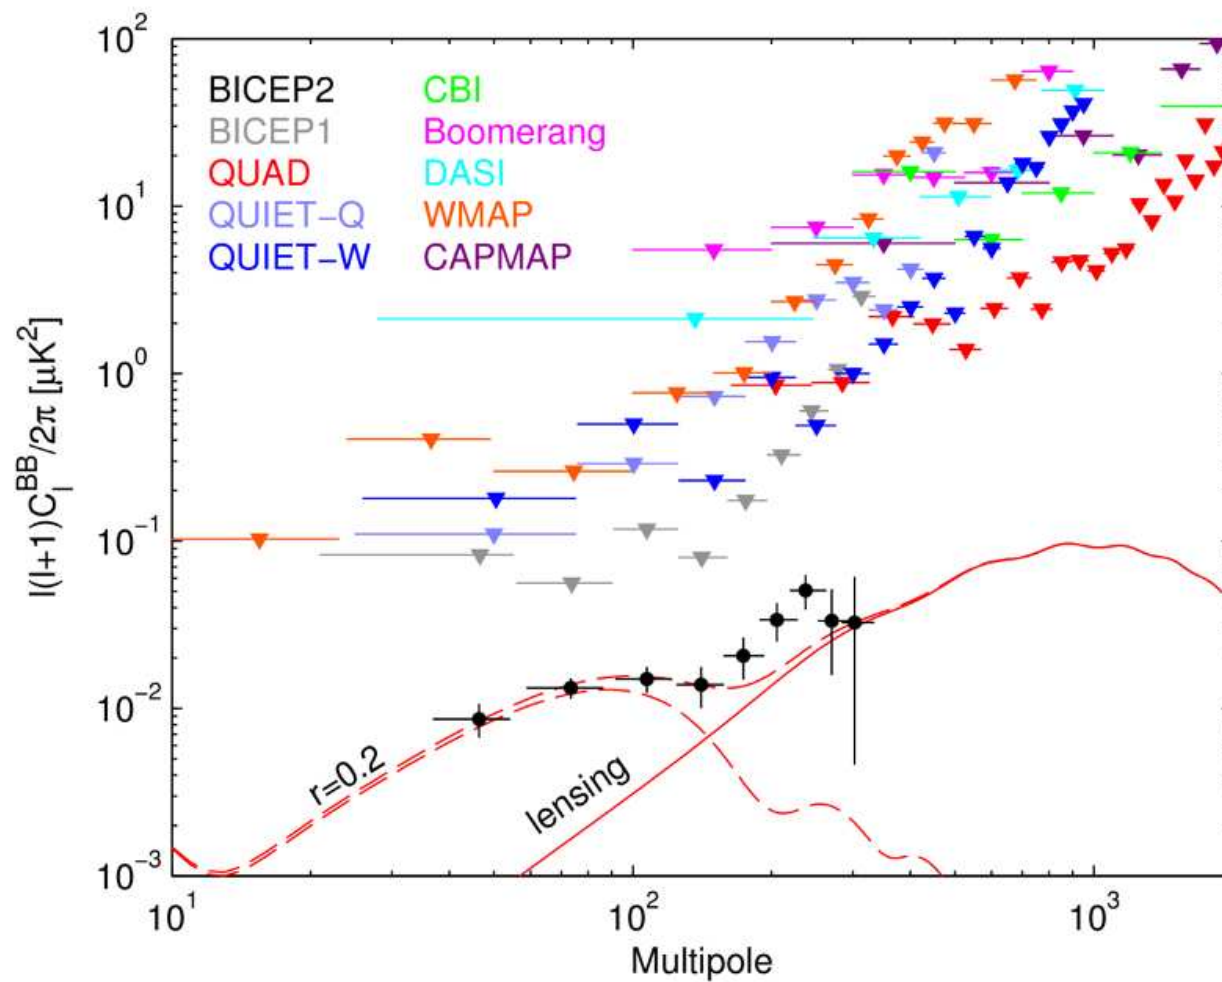 10^2
10^1
10^0
10^−1
10^−2
10^−3
l(l+1)C_l^BB/2π [μK^2]
BICEP2
BICEP1
QUAD
QUIET−Q
QUIET−W
CBI
Boomerang
DASI
WMAP
CAPMAP
r=0.2
lensing
10^1
10^2
10^3
Multipole